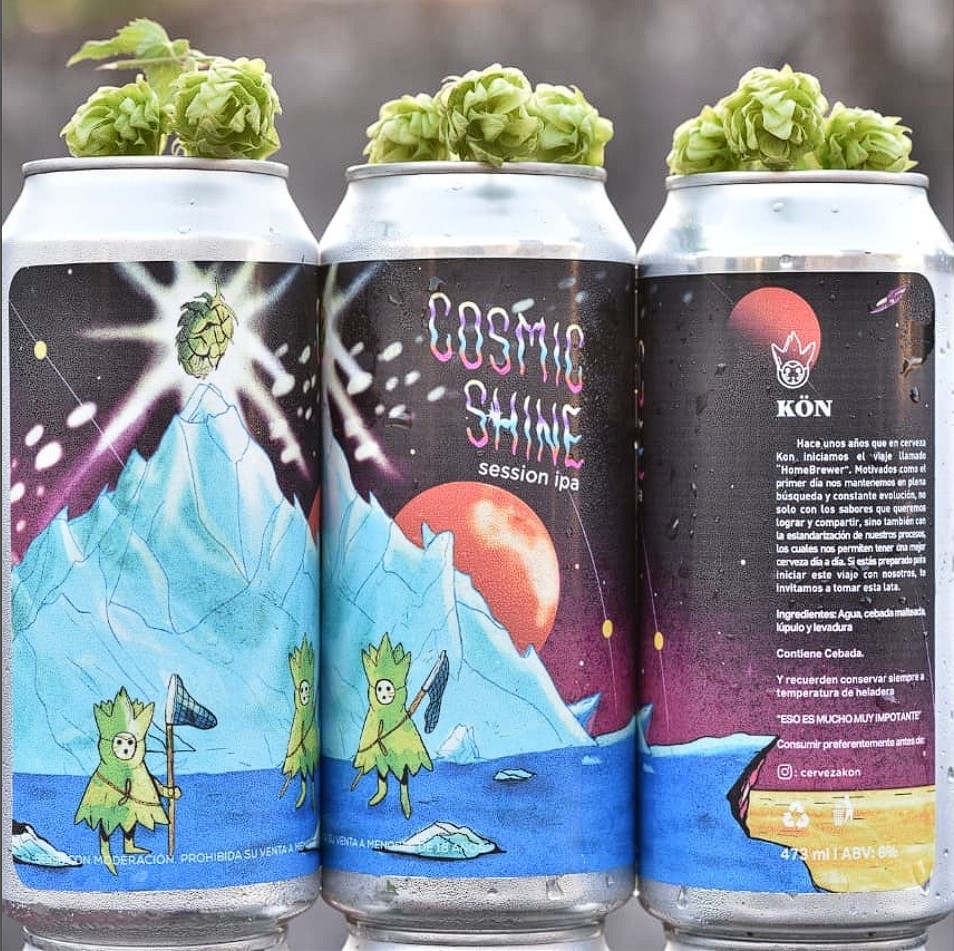 COSMIC
SHINE
session ipa
KÖN
Hace unos años que en cerveza
Kon, iniciamos el viaje llamado
"HomeBrewer". Motivados como el
primer día nos mantenemos en plena
búsqueda y constante evolución, no
solo con los sabores que queremos
lograr y compartir, sino también con
la estandartización de nuestros procesos,
los cuales nos permiten tener una mejor
cerveza día a día. Si estás preparado para
iniciar este viaje con nosotros, te
invitamos a tomar esta lata.
Ingredientes: Agua, cebada malteada,
lúpulo y levadura
Contiene Cebada.
Y recuerden conservar siempre a
temperatura de heladera
"ESO ES MUCHO MUY IMPOTANTE"
Consumir preferentemente antes de:
: cervezakon
473 ml | ABV: 6%
CON MODERACIÓN. PROHIBIDA SU VENTA A ME
SU VENTA A MENORES DE 18 AÑOS